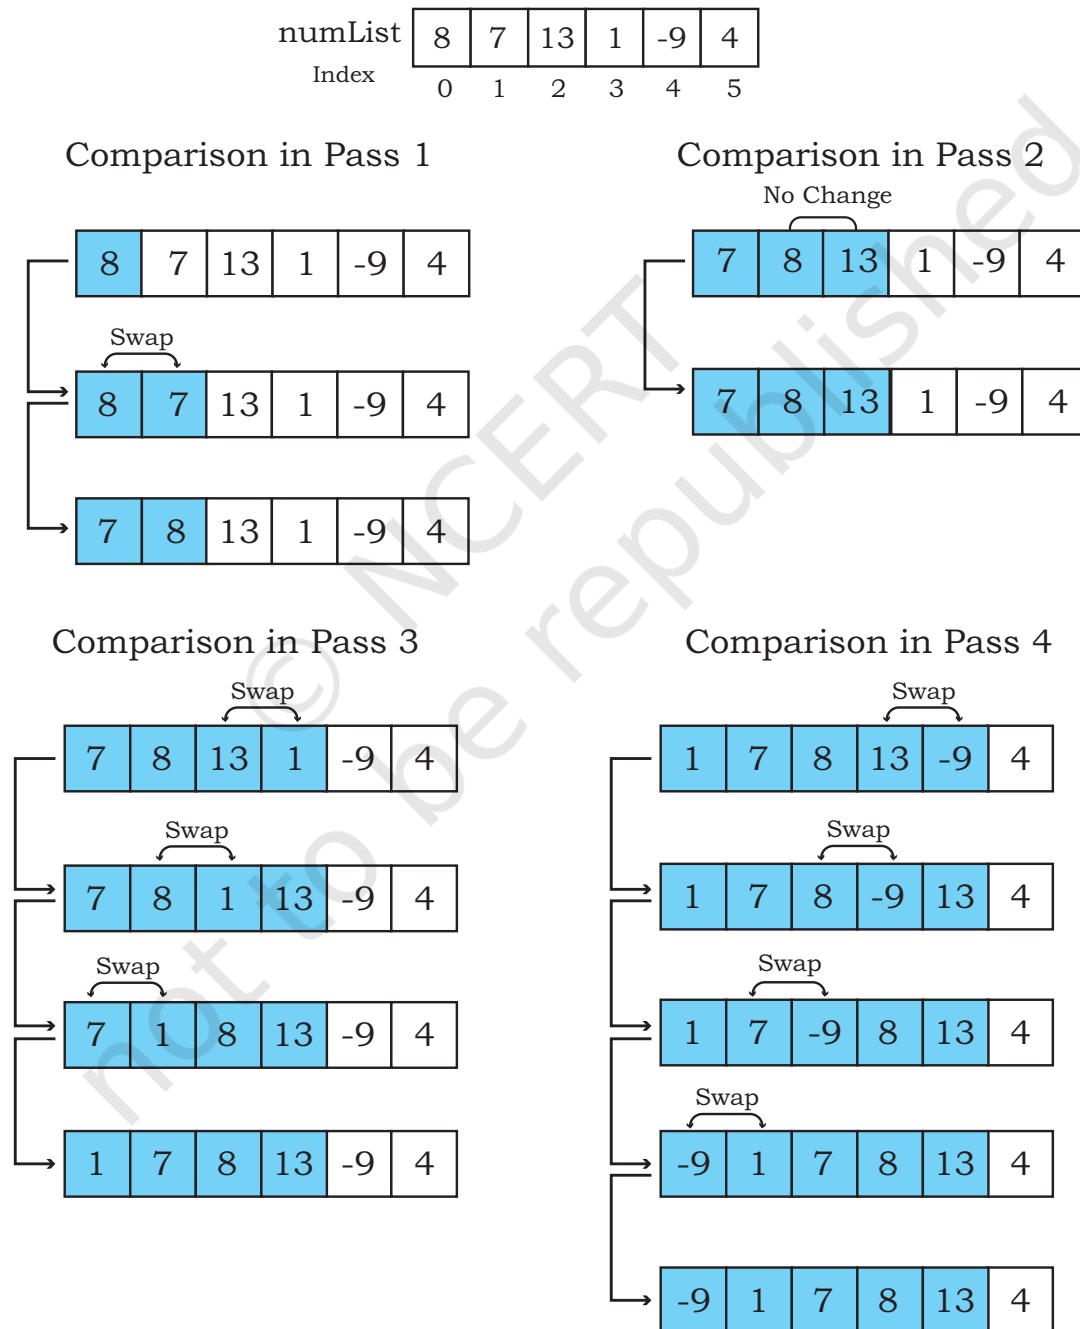 numList 8 7 13 1 -9 4
Index 0 1 2 3 4 5
Comparison in Pass 1
8 7 13 1 -9 4
Swap
8 7 13 1 -9 4
7 8 13 1 -9 4
Comparison in Pass 2
No Change
7 8 13 1 -9 4
7 8 13 1 -9 4
Comparison in Pass 3
Swap
7 8 13 1 -9 4
Swap
7 8 1 13 -9 4
Swap
7 1 8 13 -9 4
1 7 8 13 -9 4
Comparison in Pass 4
Swap
1 7 8 13 -9 4
Swap
1 7 8 -9 13 4
Swap
1 7 -9 8 13 4
Swap
-9 1 7 8 13 4
-9 1 7 8 13 4
© NCERT
not to be republished